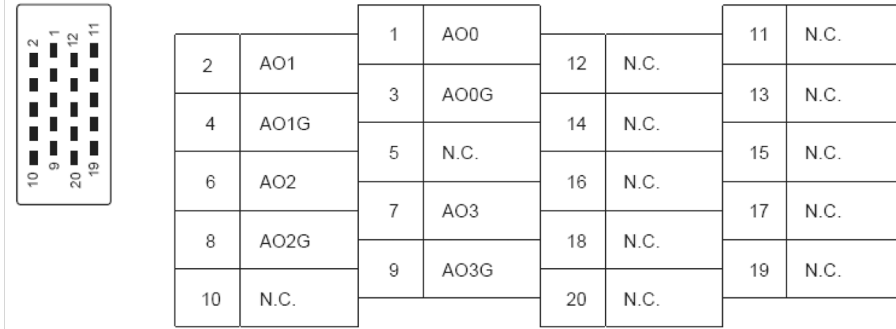 2 1 12 11
10 9 20 19
1 AO0
2 AO1
3 AO0G
4 AO1G
5 N.C.
6 AO2
7 AO3
8 AO2G
9 AO3G
10 N.C.
11 N.C.
12 N.C.
13 N.C.
14 N.C.
15 N.C.
16 N.C.
17 N.C.
18 N.C.
19 N.C.
20 N.C.